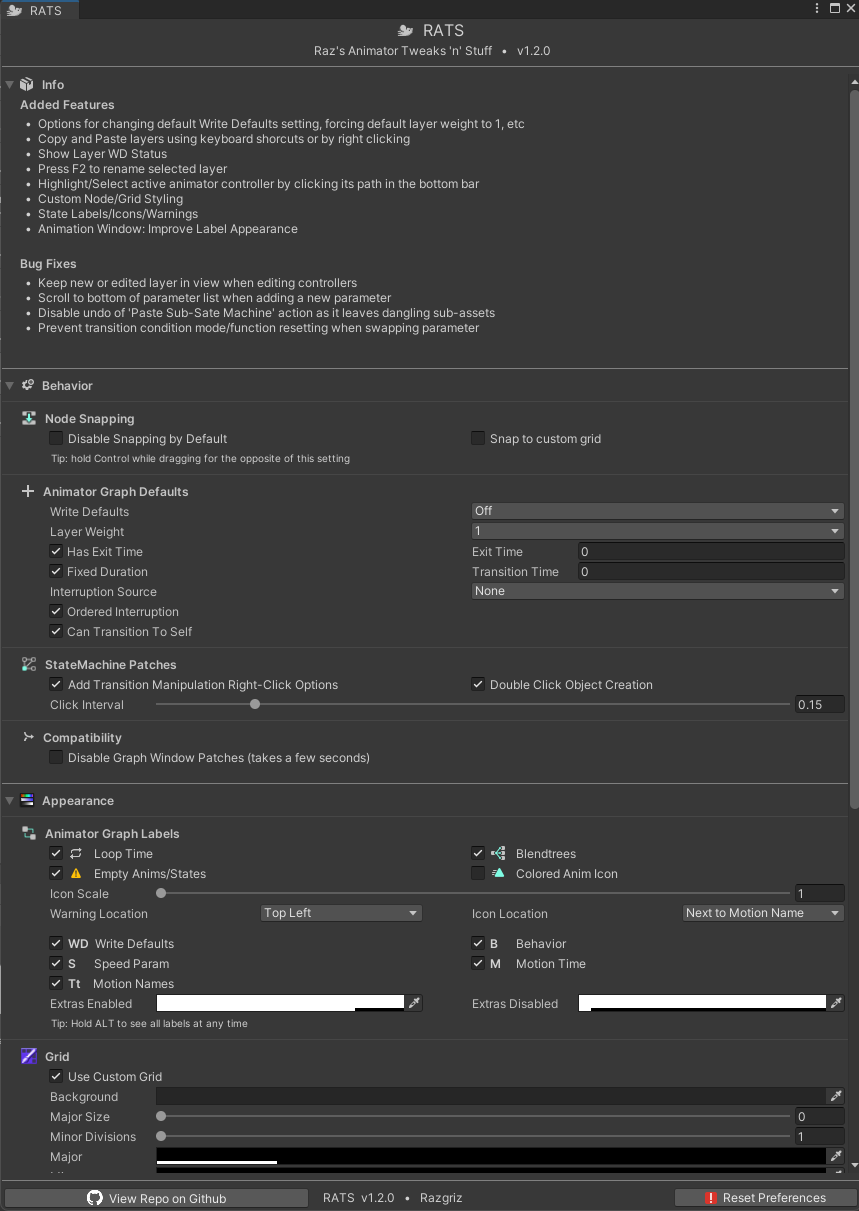 RATS
RATS
Raz's Animator Tweaks 'n' Stuff • v1.2.0
Info
Added Features
• Options for changing default Write Defaults setting, forcing default layer weight to 1, etc
• Copy and Paste layers using keyboard shorcuts or by right clicking
• Show Layer WD Status
• Press F2 to rename selected layer
• Highlight/Select active animator controller by clicking its path in the bottom bar
• Custom Node/Grid Styling
• State Labels/Icons/Warnings
• Animation Window: Improve Label Appearance
Bug Fixes
• Keep new or edited layer in view when editing controllers
• Scroll to bottom of parameter list when adding a new parameter
• Disable undo of 'Paste Sub-Sate Machine' action as it leaves dangling sub-assets
• Prevent transition condition mode/function resetting when swapping parameter
Behavior
Node Snapping
Disable Snapping by Default Snap to custom grid
Tip: hold Control while dragging for the opposite of this setting
Animator Graph Defaults
Write Defaults Off
Layer Weight 1
Has Exit Time Exit Time 0
Fixed Duration Transition Time 0
Interruption Source None
Ordered Interruption
Can Transition To Self
StateMachine Patches
Add Transition Manipulation Right-Click Options Double Click Object Creation
Click Interval 0.15
Compatibility
Disable Graph Window Patches (takes a few seconds)
Appearance
Animator Graph Labels
Loop Time Blendtrees
Empty Anims/States Colored Anim Icon
Icon Scale 1
Warning Location Top Left Icon Location Next to Motion Name
WD Write Defaults B Behavior
S Speed Param M Motion Time
Tt Motion Names
Extras Enabled Extras Disabled
Tip: Hold ALT to see all labels at any time
Grid
Use Custom Grid
Background
Major Size 0
Minor Divisions 1
Major
View Repo on Github RATS v1.2.0 • Razgriz Reset Preferences